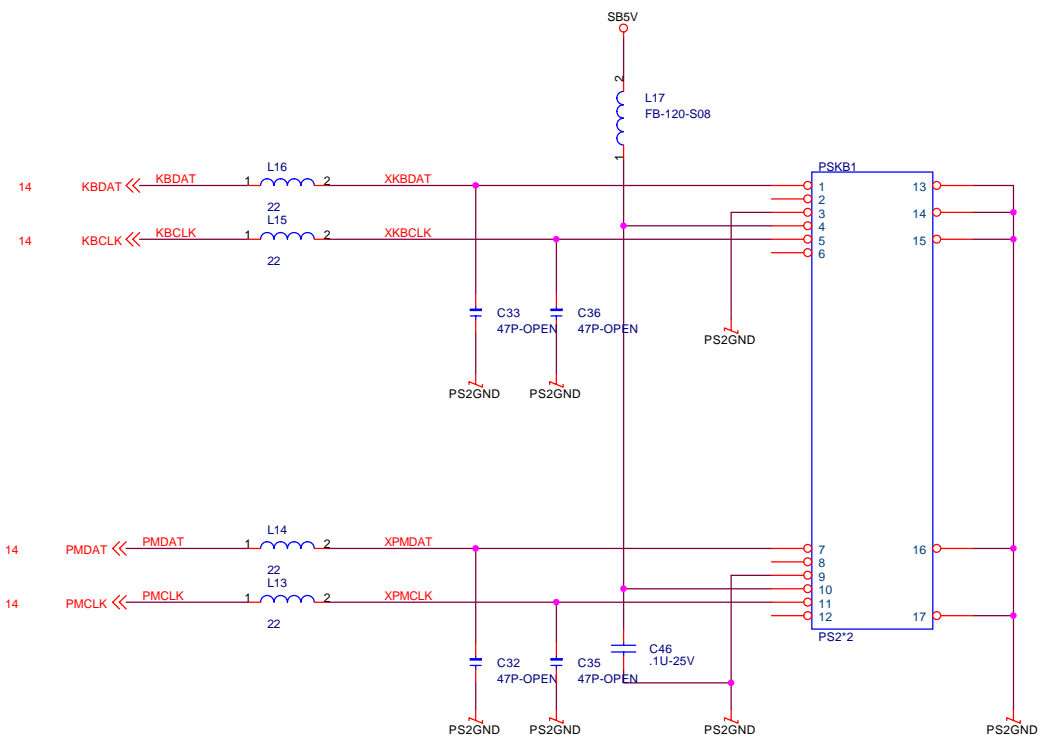 SB5V
2
L17
FB-120-S08
1
14 KBDAT KBDAT 1 L16 2 XKBDAT
22
14 KBCLK KBCLK 1 L15 2 XKBCLK
22
PSKB1
1 13
2
3 14
4
5 15
6
C33
47P-OPEN
C36
47P-OPEN
PS2GND
PS2GND PS2GND
14 PMDAT PMDAT 1 L14 2 XPMDAT
22
14 PMCLK PMCLK 1 L13 2 XPMCLK
22
7 16
8
9
10
11
12 17
PS2*2
C32
47P-OPEN
C35
47P-OPEN
C46
.1U-25V
PS2GND PS2GND PS2GND PS2GND